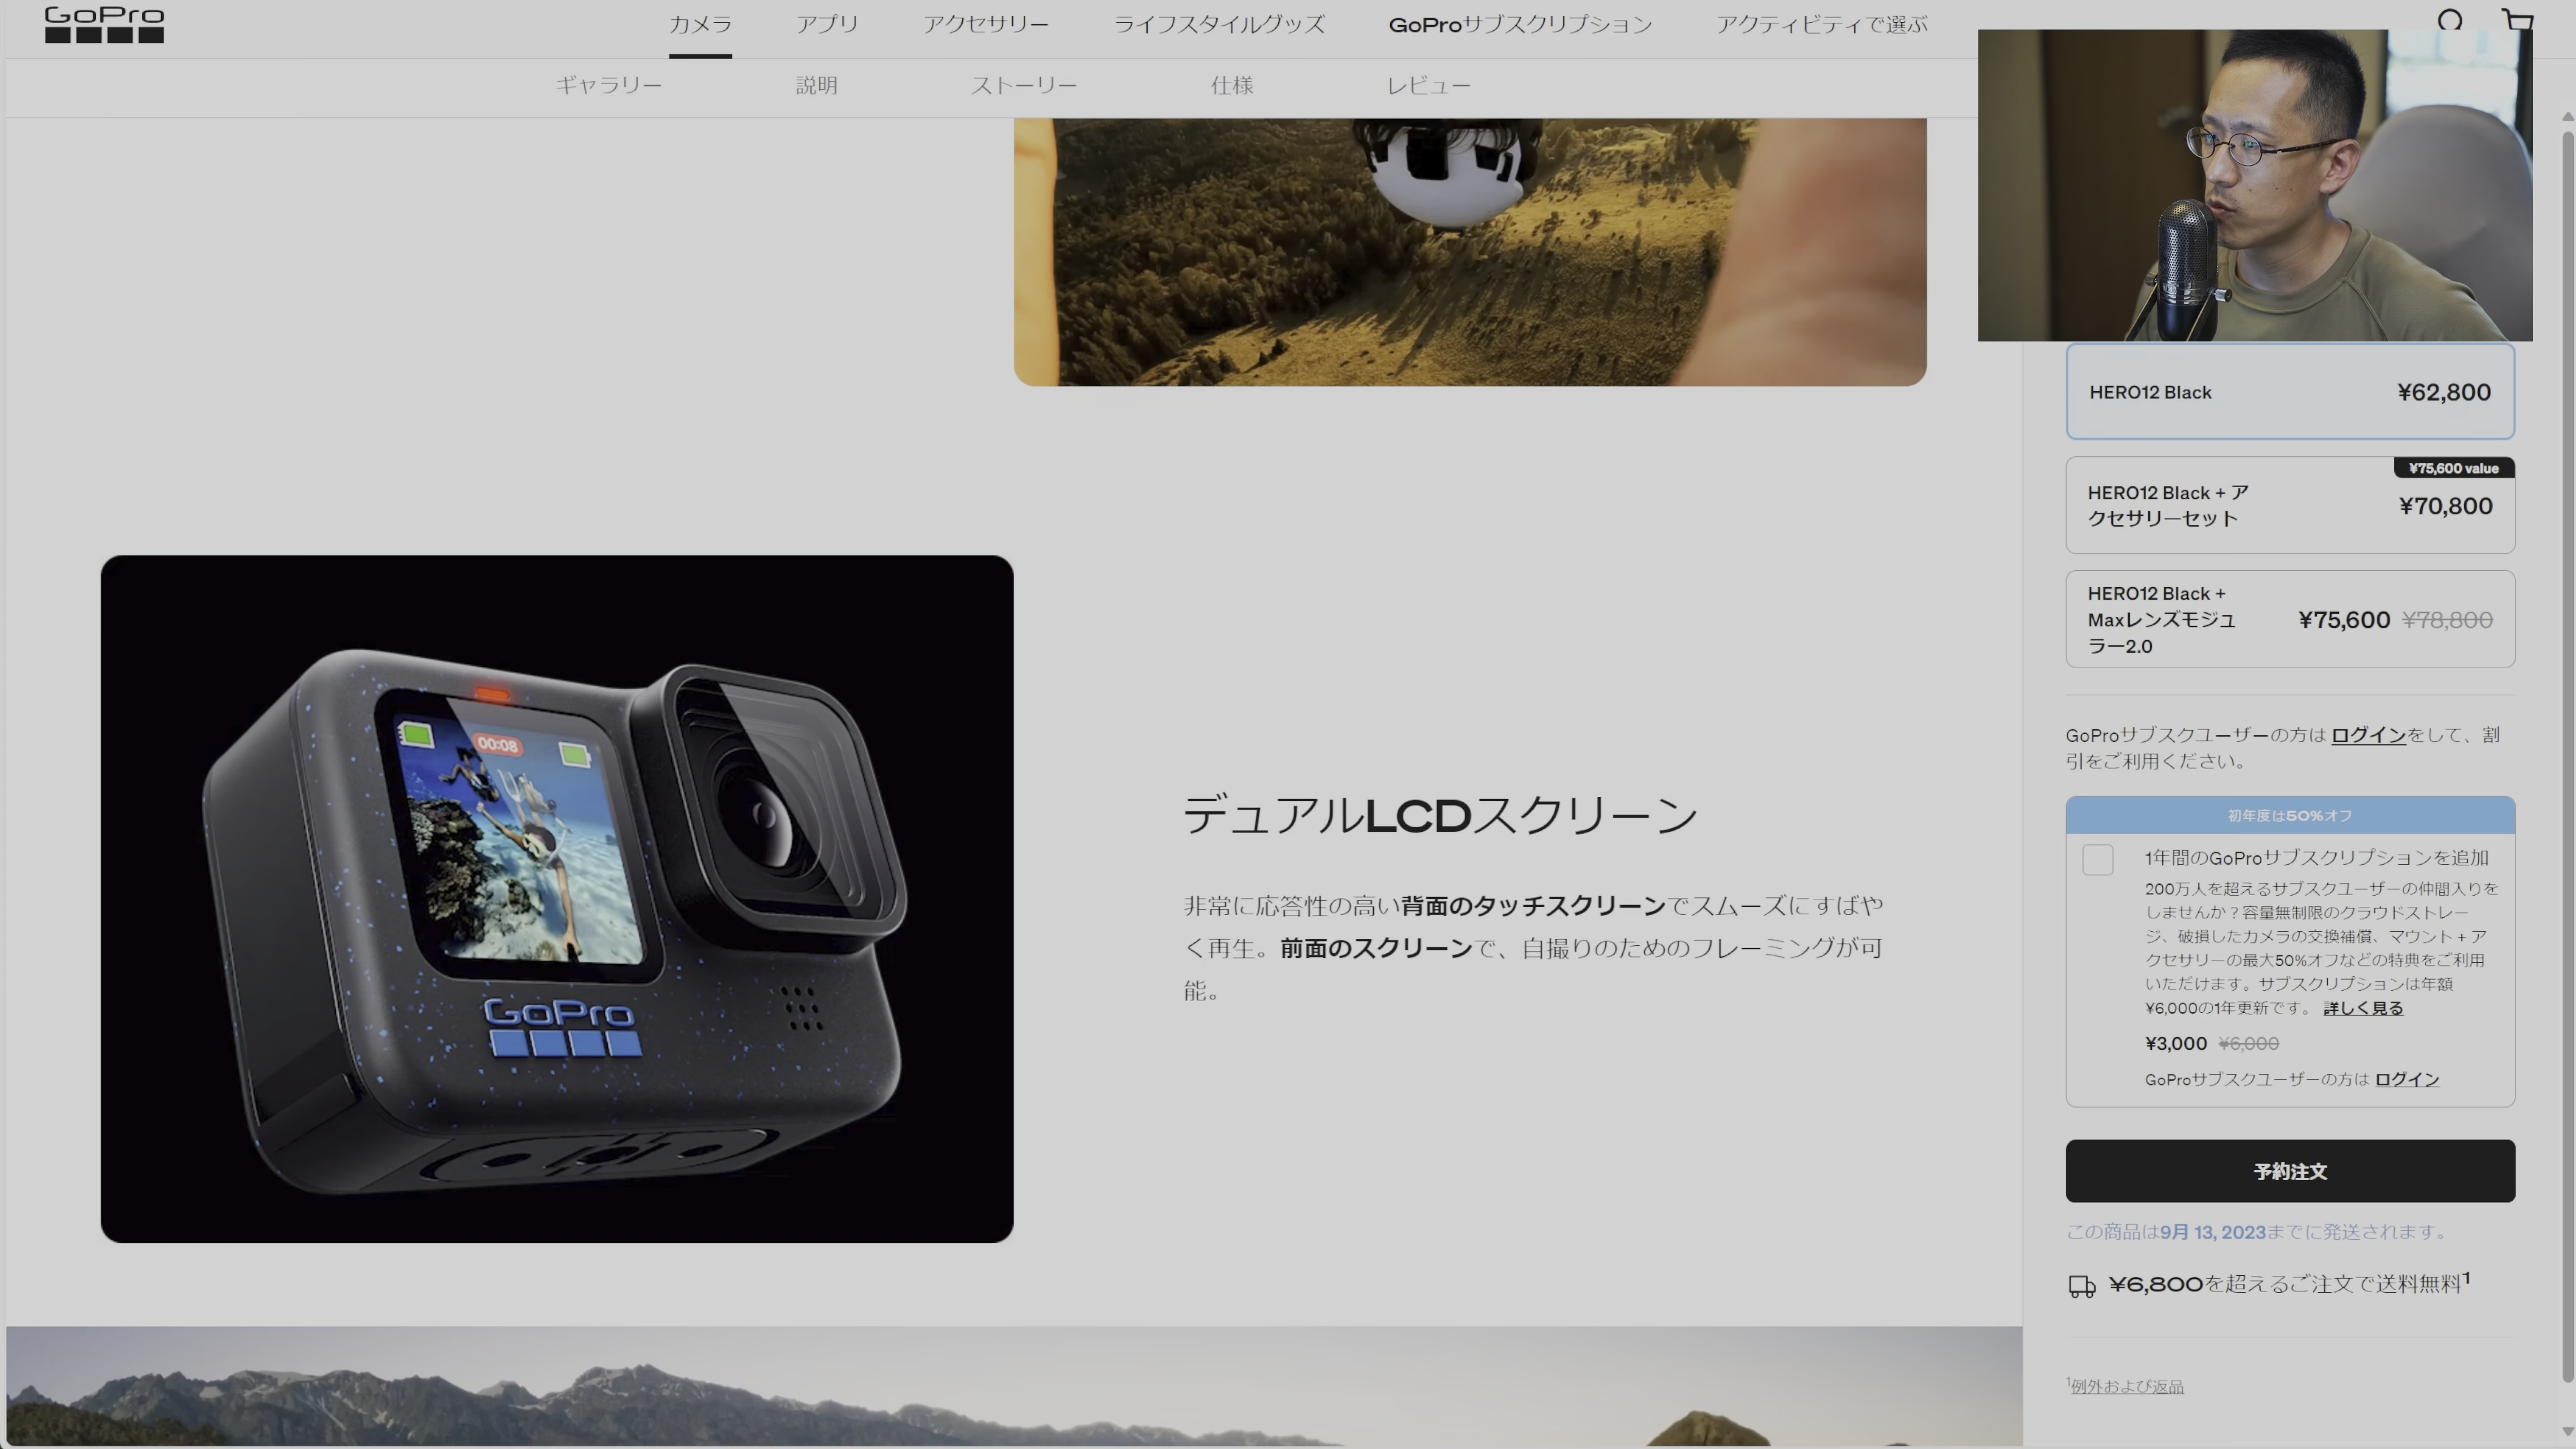 GoPro
カメラ
アプリ
アクセサリー
ライフスタイルグッズ
GoProサブスクリプション
アクティビティで選ぶ
ギャラリー
説明
ストーリー
仕様
レビュー
HERO12 Black
¥62,800
¥75,600 value
HERO12 Black + ア
クセサリーセット
¥70,800
HERO12 Black +
Maxレンズモジュ
ラー2.0
¥75,600 ¥78,800
00:08
GoPro
デュアルLCDスクリーン
非常に応答性の高い背面のタッチスクリーンでスムーズにすばや
く再生。前面のスクリーンで、自撮りのためのフレーミングが可
能。
GoProサブスクユーザーの方は ログインをして、割
引をご利用ください。
初年度は50%オフ
1年間のGoProサブスクリプションを追加
200万人を超えるサブスクユーザーの仲間入りを
しませんか？容量無制限のクラウドストレー
ジ、破損したカメラの交換補償、マウント + ア
クセサリーの最大50%オフなどの特典をご利用
いただけます。サブスクリプションは年額
¥6,000の1年更新です。 詳しく見る
¥3,000 ¥6,000
GoProサブスクユーザーの方は ログイン
予約注文
この商品は9月 13, 2023までに発送されます。
¥6,800を超えるご注文で送料無料1
1例外および返品